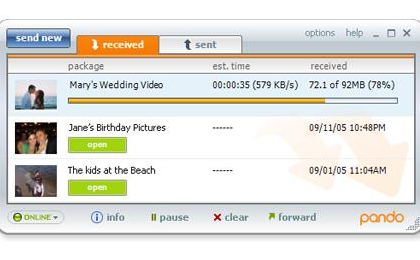 send new
received
sent
options
help
package
est. time
received
Mary's Wedding Video
00:00:35 (579 KB/s)
72.1 of 92MB (78%)
Jane's Birthday Pictures
------
09/11/05 10:48PM
open
The kids at the Beach
------
09/01/05 11:04AM
open
ONLINE
info
pause
clear
forward
pando